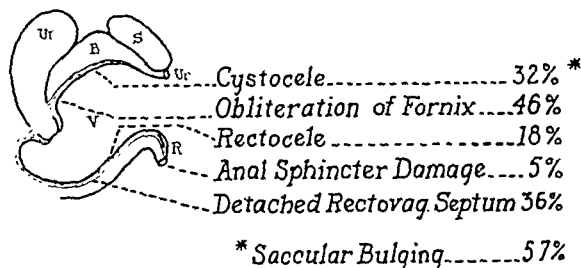 Ut
B
S
Ur
V
R
Cystocele 32% *
Obliteration of Fornix 46%
Rectocele 18%
Anal Sphincter Damage 5%
Detached Rectovag. Septum 36%
* Saccular Bulging 57%